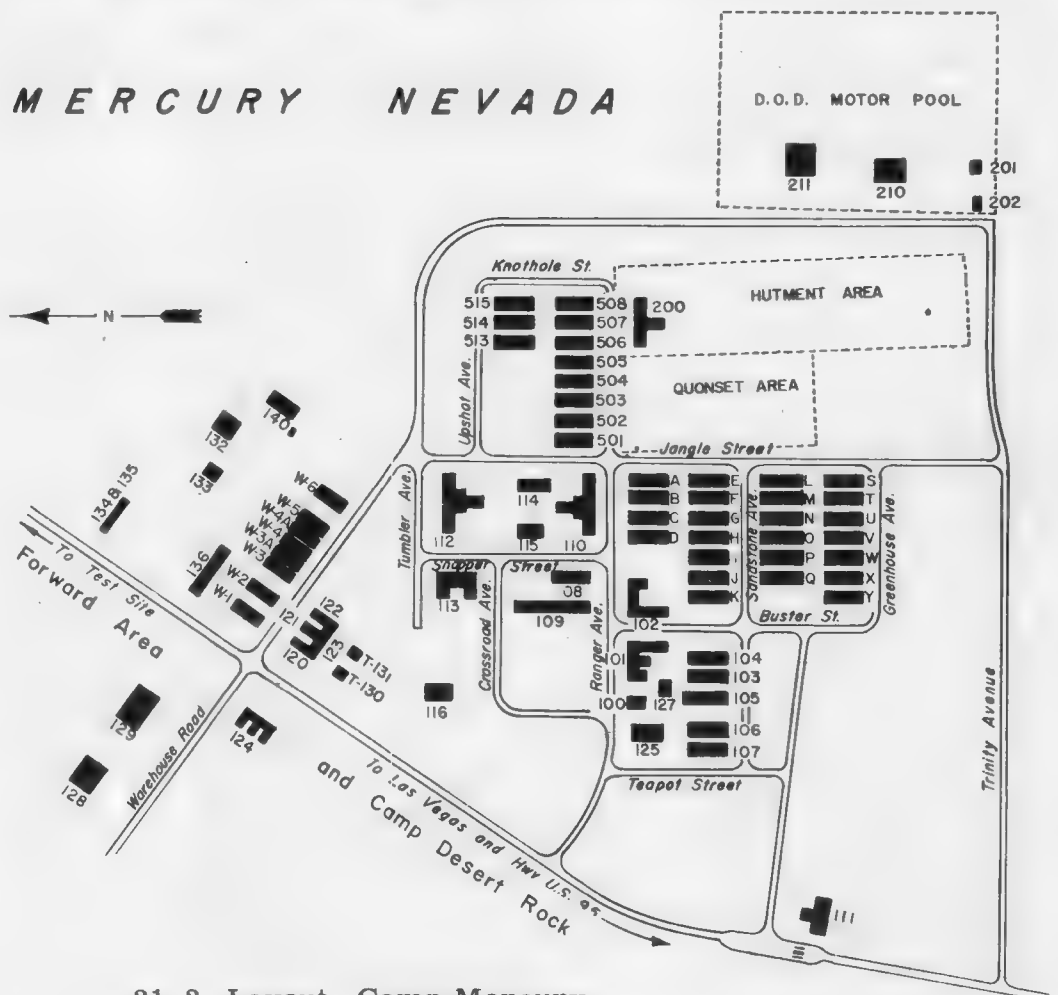 MERCURY NEVADA
D.O.D. MOTOR POOL
211
210
201
202
Knothole St.
HUTMENT AREA
N
515
514
513
508
507
506
505
504
503
502
501
200
QUONSET AREA
Upshot Ave.
Jangle Street
140
132
133
135
134B
136
W-6
W-5
W-4A
W-4
W-3A
W-3
W-2
W-1
Tumbler Ave.
112
114
115
110
A
B
C
D
E
F
G
H
I
J
K
L
M
N
O
P
Q
S
T
U
V
W
X
Y
Sandstone Ave.
Greenhouse Ave.
Snapper Street
113
08
109
Crossroad Ave.
Ranger Ave.
102
Buster St.
To Test Site
Forward Area
121
122
120
123
T-131
T-130
116
101
100
127
125
104
103
105
106
107
Teapot Street
Trinity Avenue
129
128
124
Warehouse Road
To Las Vegas and Hwy U.S. 95
and Camp Desert Rock
111
21-2 Layout, Camp Mercury